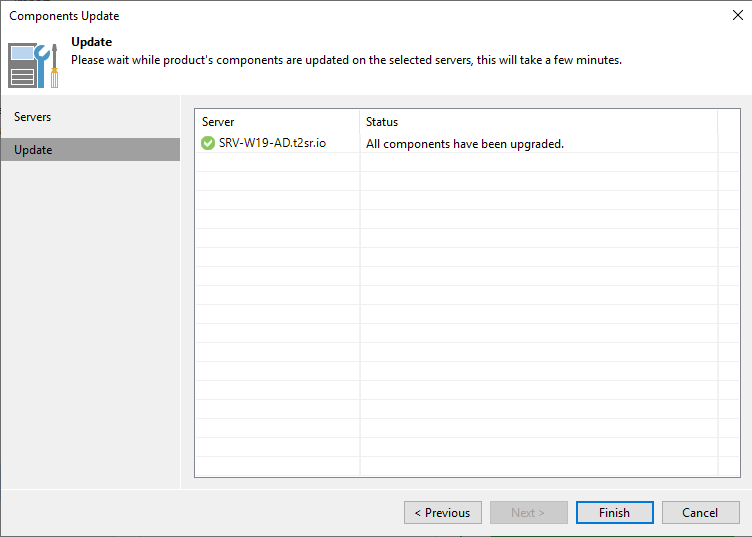 Components Update
Update
Please wait while product's components are updated on the selected servers, this will take a few minutes.
Servers
Update
Server Status
SRV-W19-AD.t2sr.io All components have been upgraded.
< Previous Next > Finish Cancel